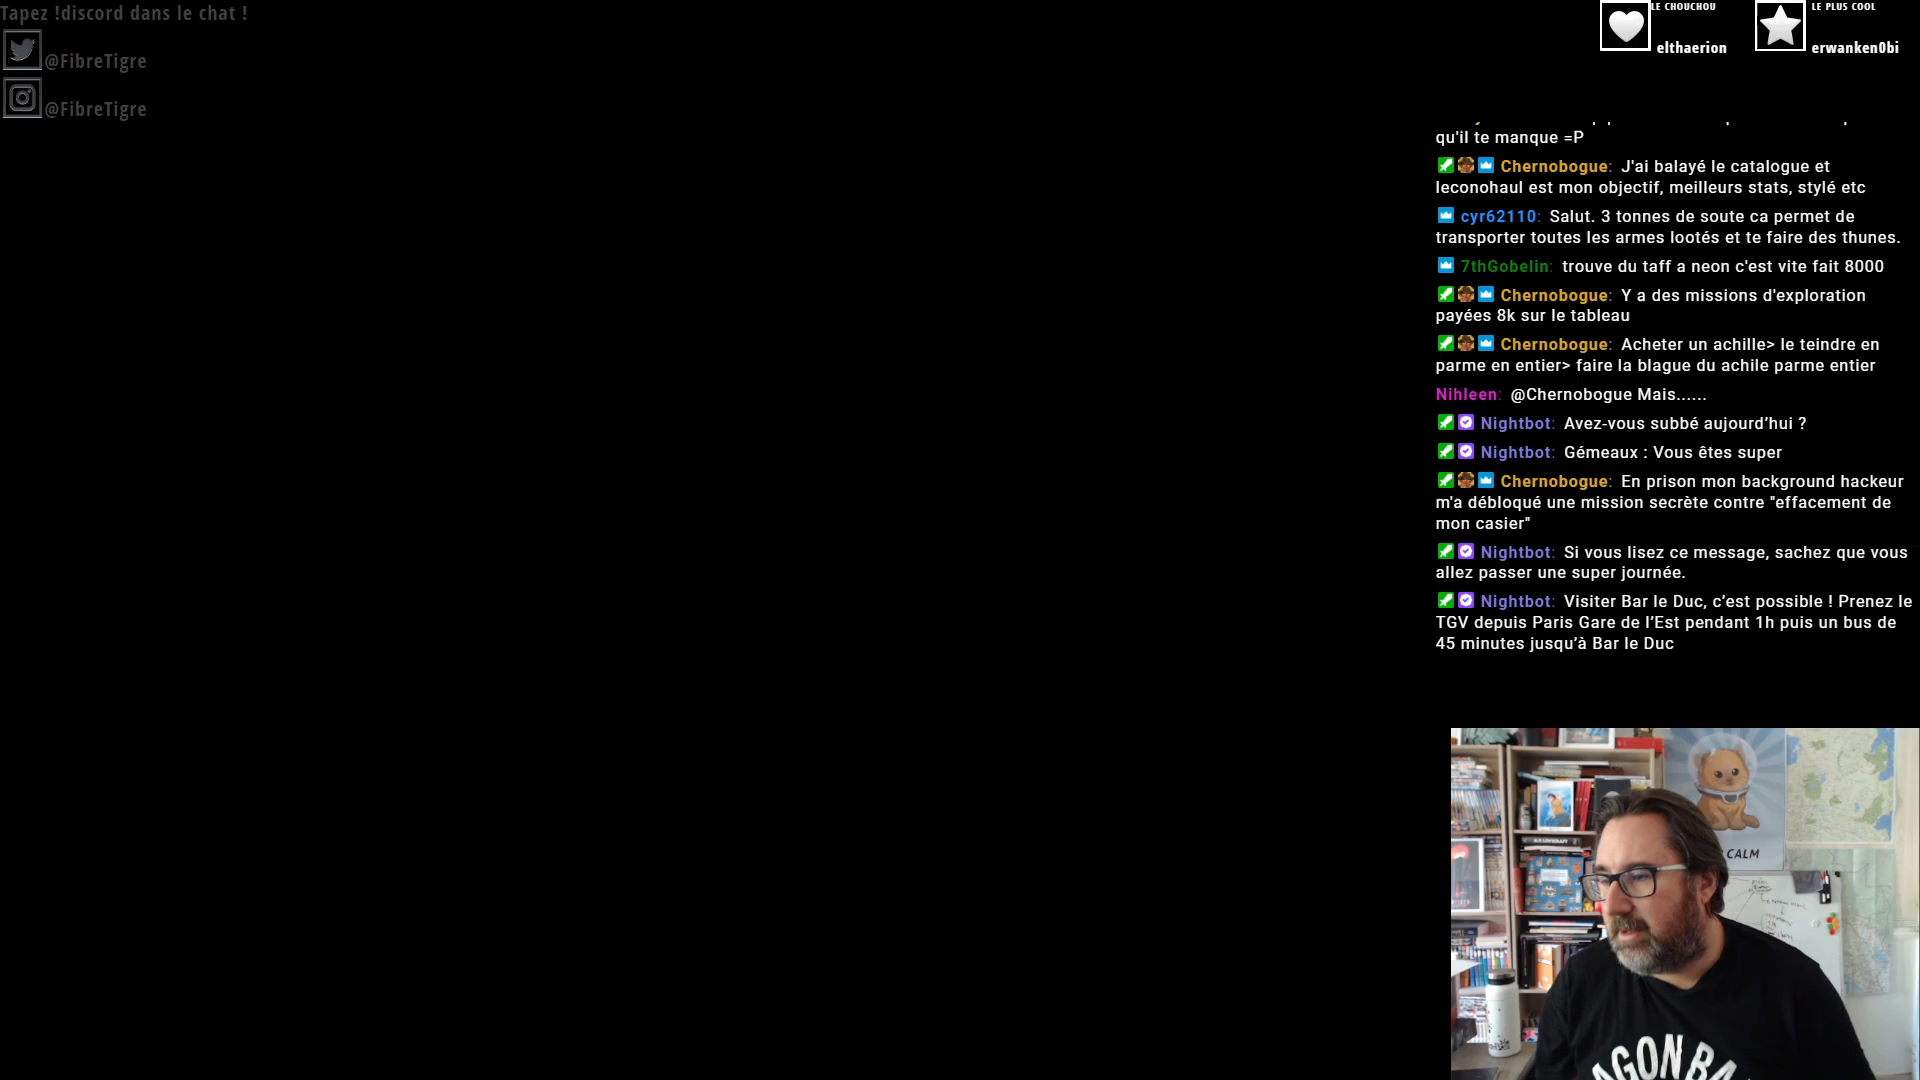 Tapez !discord dans le chat !
@FibreTigre
@FibreTigre
LE CHOUCHOU
elthaerion
LE PLUS COOL
erwanken0bi
qu'il te manque =P
Chernobogue: J'ai balayé le catalogue et
leconohaul est mon objectif, meilleurs stats, stylé etc
cyr62110: Salut. 3 tonnes de soute ca permet de
transporter toutes les armes lootés et te faire des thunes.
7thGobelin: trouve du taff a neon c'est vite fait 8000
Chernobogue: Y a des missions d'exploration
payées 8k sur le tableau
Chernobogue: Acheter un achille> le teindre en
parme en entier> faire la blague du achile parme entier
Nihleen: @Chernobogue Mais......
Nightbot: Avez-vous subbé aujourd’hui ?
Nightbot: Gémeaux : Vous êtes super
Chernobogue: En prison mon background hackeur
m'a débloqué une mission secrète contre "effacement de
mon casier"
Nightbot: Si vous lisez ce message, sachez que vous
allez passer une super journée.
Nightbot: Visiter Bar le Duc, c’est possible ! Prenez le
TGV depuis Paris Gare de l’Est pendant 1h puis un bus de
45 minutes jusqu’à Bar le Duc
CALM